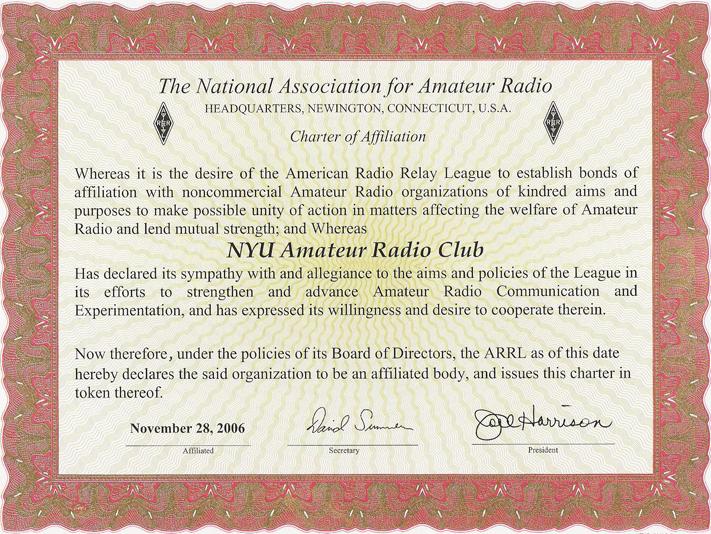 The National Association for Amateur Radio
HEADQUARTERS, NEWINGTON, CONNECTICUT, U.S.A.
Charter of Affiliation
Whereas it is the desire of the American Radio Relay League to establish bonds of
affiliation with noncommercial Amateur Radio organizations of kindred aims and
purposes to make possible unity of action in matters affecting the welfare of Amateur
Radio and lend mutual strength; and Whereas
NYU Amateur Radio Club
Has declared its sympathy with and allegiance to the aims and policies of the League in
its efforts to strengthen and advance Amateur Radio Communication and
Experimentation, and has expressed its willingness and desire to cooperate therein.
Now therefore, under the policies of its Board of Directors, the ARRL as of this date
hereby declares the said organization to be an affiliated body, and issues this charter in
token thereof.
November 28, 2006 David Sumner Joel Harrison
Affiliated Secretary President